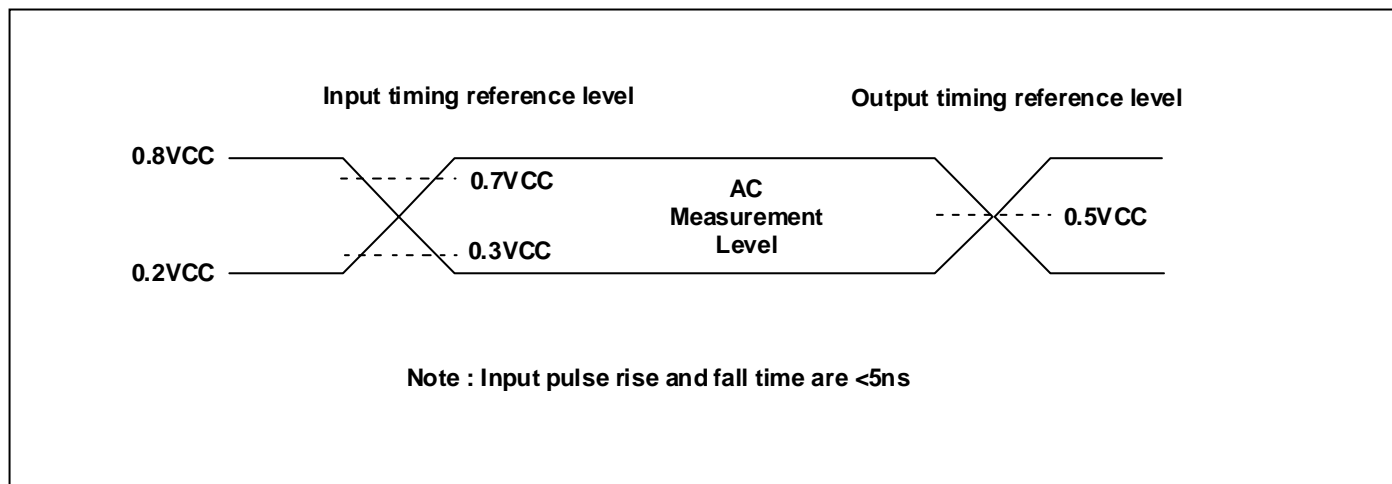 Input timing reference level
Output timing reference level
0.8VCC
0.7VCC
AC
Measurement
Level
0.5VCC
0.3VCC
0.2VCC
Note : Input pulse rise and fall time are <5ns